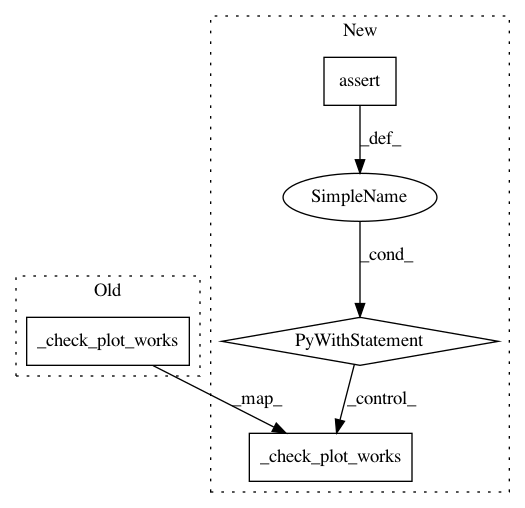 New
assert
_def_
SimpleName
_cond_
Old
PyWithStatement
_check_plot_works
_map_
_control_
_check_plot_works